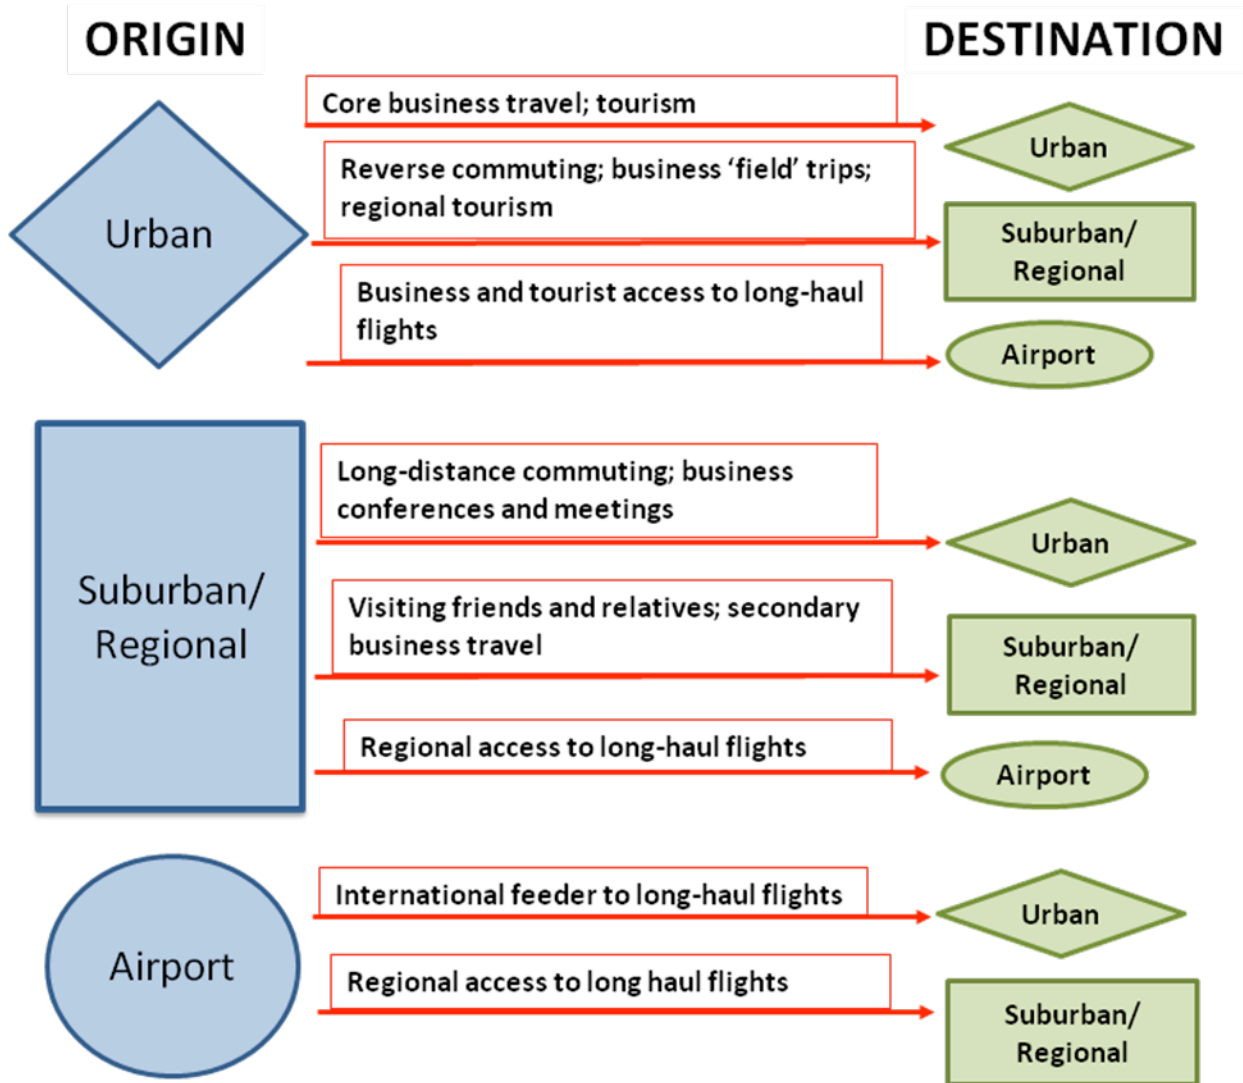 ORIGIN
DESTINATION
Urban
Core business travel; tourism
Urban
Reverse commuting; business ‘field’ trips;
regional tourism
Suburban/
Regional
Business and tourist access to long-haul
flights
Airport
Suburban/
Regional
Long-distance commuting; business
conferences and meetings
Urban
Visiting friends and relatives; secondary
business travel
Suburban/
Regional
Regional access to long-haul flights
Airport
Airport
International feeder to long-haul flights
Urban
Regional access to long haul flights
Suburban/
Regional